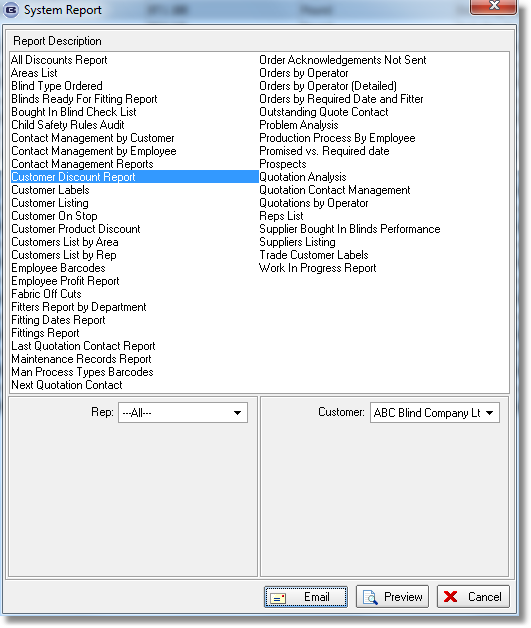 System Report
Report Description
All Discounts Report
Areas List
Blind Type Ordered
Blinds Ready For Fitting Report
Bought In Blind Check List
Child Safety Rules Audit
Contact Management by Customer
Contact Management by Employee
Contact Management Reports
Customer Discount Report
Customer Labels
Customer Listing
Customer On Stop
Customer Product Discount
Customers List by Area
Customers List by Rep
Employee Barcodes
Employee Profit Report
Fabric Off Cuts
Fitters Report by Department
Fitting Dates Report
Fittings Report
Last Quotation Contact Report
Maintenance Records Report
Man Process Types Barcodes
Next Quotation Contact
Order Acknowledgements Not Sent
Orders by Operator
Orders by Operator (Detailed)
Orders by Required Date and Fitter
Outstanding Quote Contact
Problem Analysis
Production Process By Employee
Promised vs. Required date
Prospects
Quotation Analysis
Quotation Contact Management
Quotations by Operator
Reps List
Supplier Bought In Blinds Performance
Suppliers Listing
Trade Customer Labels
Work In Progress Report
Rep: ---All---
Customer: ABC Blind Company Lt
Email Preview Cancel